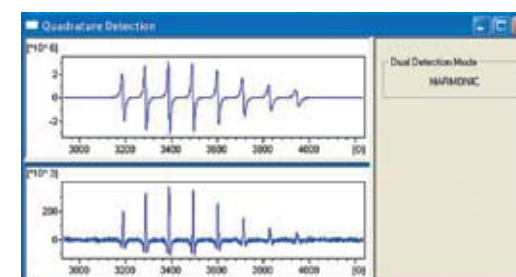 Quadrature Detection
[*10^ 6]
Dual Detection Mode
HARMONIC
2
0
-2
3000 3200 3400 3600 3800 4000 [G]
[*10^ 3]
200
0
3000 3200 3400 3600 3800 4000 [G]